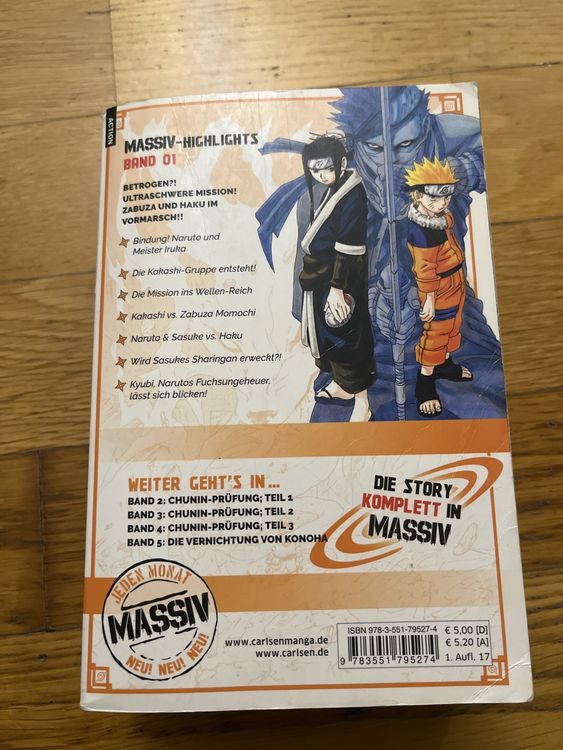 ACTION
MASSIV-HIGHLIGHTS
BAND 01
BETROGEN?!
ULTRASCHWERE MISSION!
ZABUZA UND HAKU IM
VORMARSCH!!
Bindung! Naruto und
Meister Iruka
Die Kakashi-Gruppe entsteht!
Die Mission ins Wellen-Reich
Kakashi vs. Zabuza Momochi
Naruto & Sasuke vs. Haku
Wird Sasukes Sharingan erweckt?!
Kyubi, Narutos Fuchsungeheuer,
lässt sich blicken!
WEITER GEHT'S IN ...
BAND 2: CHUNIN-PRÜFUNG; TEIL 1
BAND 3: CHUNIN-PRÜFUNG; TEIL 2
BAND 4: CHUNIN-PRÜFUNG; TEIL 3
BAND 5: DIE VERNICHTUNG VON KONOHA
DIE STORY
KOMPLETT IN
MASSIV
JEDEN MONAT
MASSIV
NEU! NEU! NEU!
www.carlsenmanga.de
www.carlsen.de
ISBN 978-3-551-79527-4
9 783551 795274
€ 5,00 [D]
€ 5,20 [A]
1. Aufl. 17